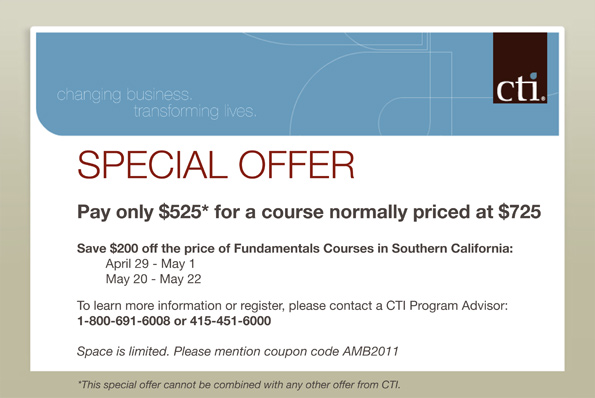 changing business.
transforming lives.
cti®
SPECIAL OFFER
Pay only $525* for a course normally priced at $725
Save $200 off the price of Fundamentals Courses in Southern California:
April 29 - May 1
May 20 - May 22
To learn more information or register, please contact a CTI Program Advisor:
1-800-691-6008 or 415-451-6000
Space is limited. Please mention coupon code AMB2011
*This special offer cannot be combined with any other offer from CTI.